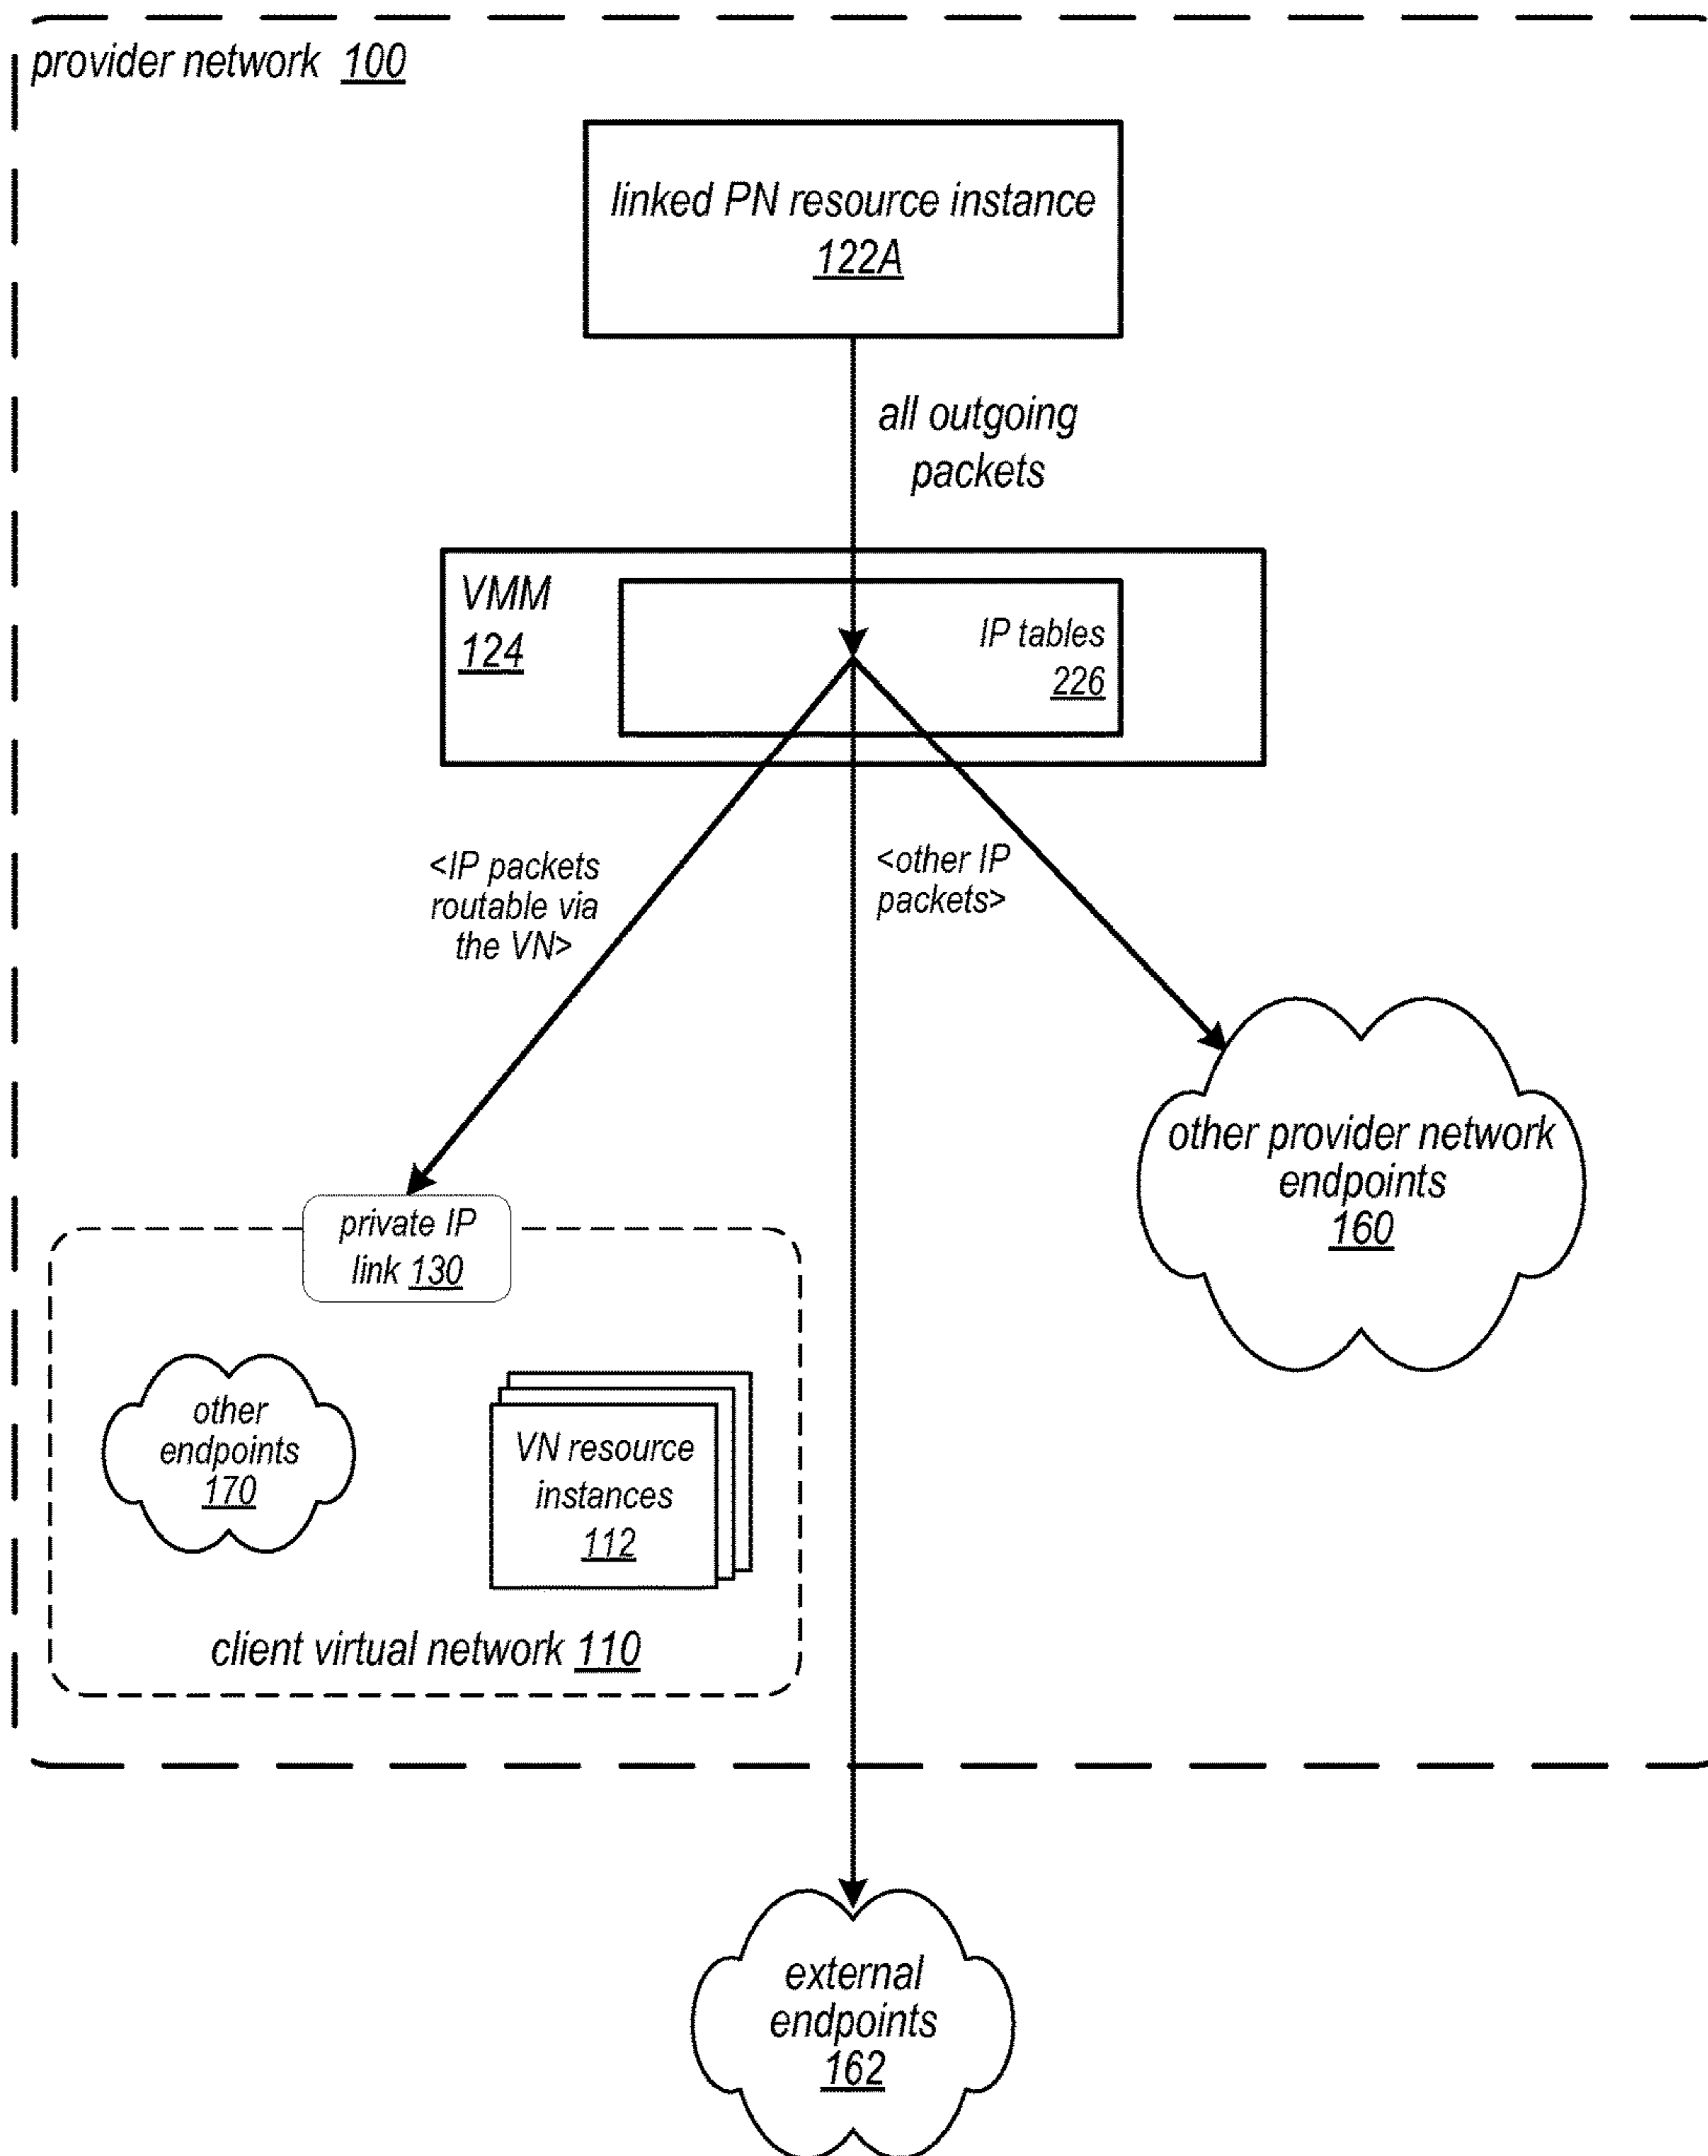 provider network 100
linked PN resource instance
122A
all outgoing
packets
VMM
124
IP tables
226
<IP packets
routable via
the VN>
<other IP
packets>
other provider network
endpoints
160
private IP
link 130
other
endpoints
170
VN resource
instances
112
client virtual network 110
external
endpoints
162